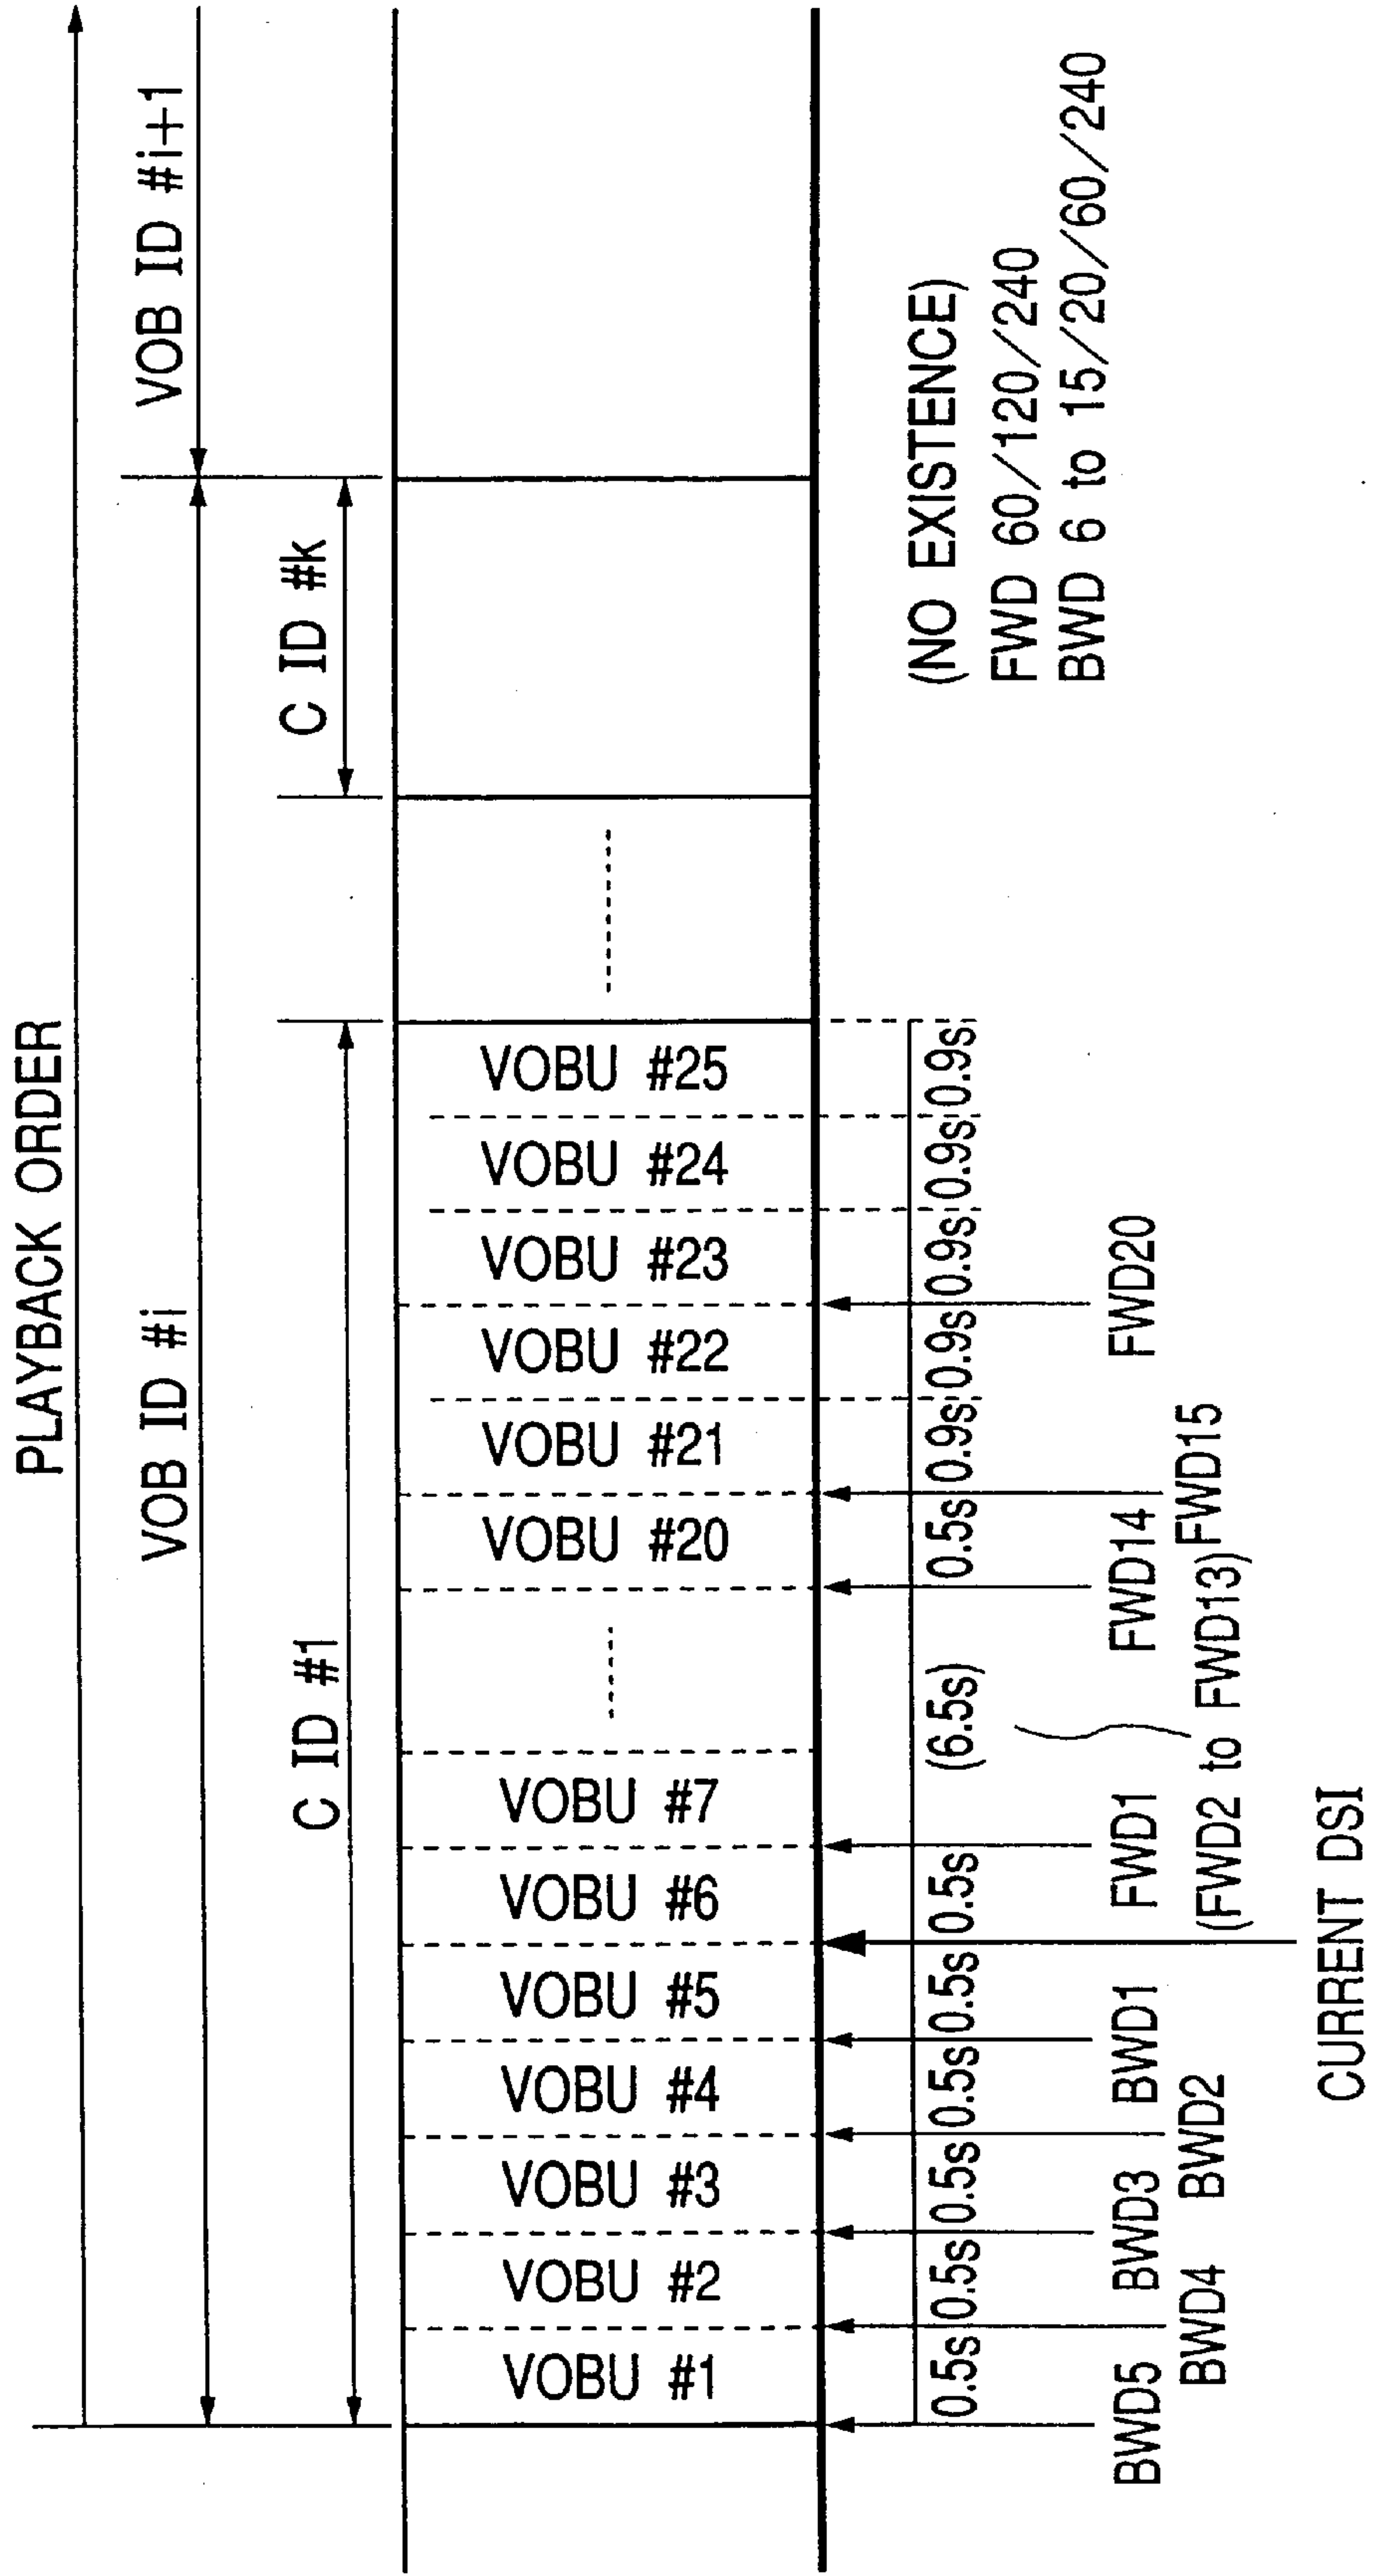 PLAYBACK ORDER
VOB ID #i
VOB ID #i+1
C ID #1
C ID #k
VOBU #1
VOBU #2
VOBU #3
VOBU #4
VOBU #5
VOBU #6
VOBU #7
VOBU #20
VOBU #21
VOBU #22
VOBU #23
VOBU #24
VOBU #25
0.5s 0.5s 0.5s 0.5s 0.5s 0.5s (6.5s) 0.5s 0.9s 0.9s 0.9s 0.9s 0.9s
BWD5 BWD3 BWD1 FWD1 FWD14 FWD20
BWD4 BWD2 (FWD2 to FWD13) FWD15
CURRENT DSI
(NO EXISTENCE)
FWD 60/120/240
BWD 6 to 15/20/60/240